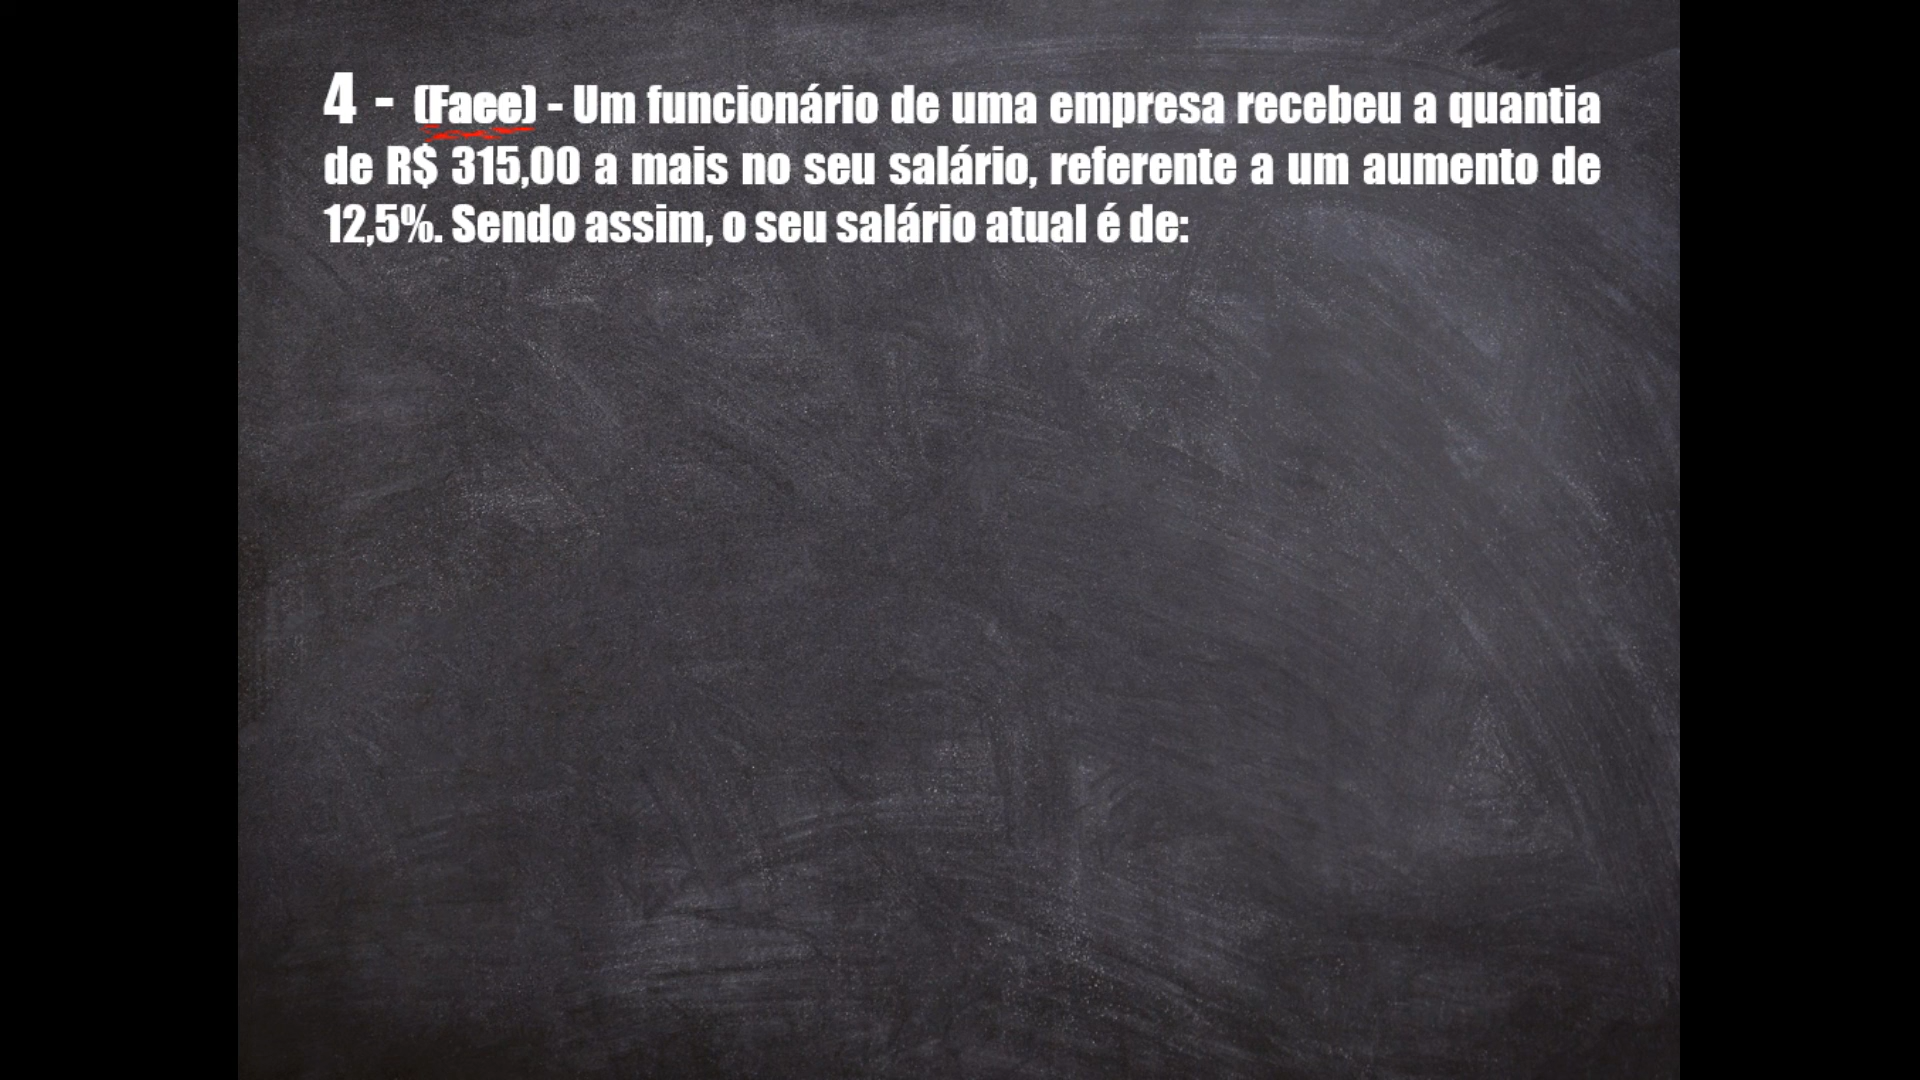 4 - (Faee) - Um funcionário de uma empresa recebeu a quantia
de R$ 315,00 a mais no seu salário, referente a um aumento de
12,5%. Sendo assim, o seu salário atual é de: